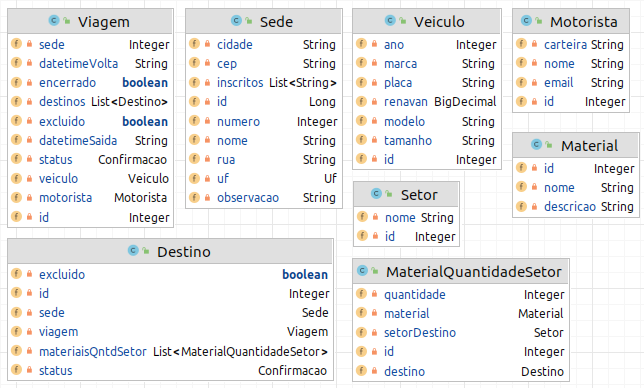 Viagem
sede Integer
datetimeVolta String
encerrado boolean
destinos List<Destino>
excluido boolean
datetimeSaida String
status Confirmacao
veiculo Veiculo
motorista Motorista
id Integer
Sede
cidade String
cep String
inscritos List<String>
id Long
numero Integer
nome String
rua String
uf Uf
observacao String
Veiculo
ano Integer
marca String
placa String
renavan BigDecimal
modelo String
tamanho String
id Integer
Motorista
carteira String
nome String
email String
id Integer
Material
id Integer
nome String
descricao String
Setor
nome String
id Integer
Destino
excluido boolean
id Integer
sede Sede
viagem Viagem
materiaisQntdSetor List<MaterialQuantidadeSetor>
status Confirmacao
MaterialQuantidadeSetor
quantidade Integer
material Material
setorDestino Setor
id Integer
destino Destino